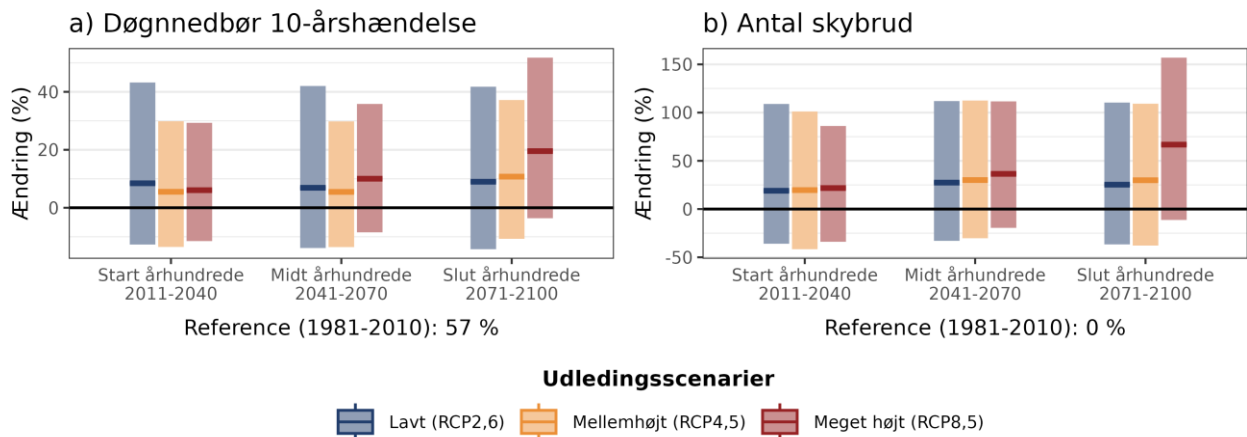 a) Døgnnedbør 10-årshændelse
Ændring (%)
40
20
0
Start århundrede
2011-2040
Midt århundrede
2041-2070
Slut århundrede
2071-2100
Reference (1981-2010): 57 %
b) Antal skybrud
Ændring (%)
150
100
50
0
-50
Start århundrede
2011-2040
Midt århundrede
2041-2070
Slut århundrede
2071-2100
Reference (1981-2010): 0 %
Udledingsscenarier
Lavt (RCP2,6)
Mellemhøjt (RCP4,5)
Meget højt (RCP8,5)